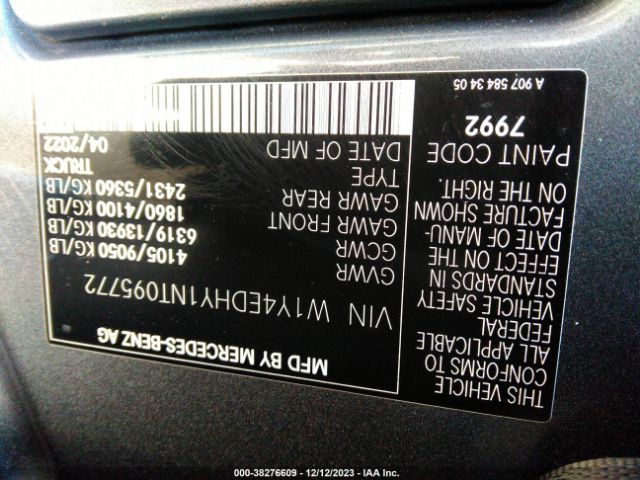 MFD BY MERCEDES-BENZ AG
VIN W1Y4EDHY1NT095772
GVWR 4105/9050 KG/LB
GCWR 6319/13930 KG/LB
GAWR FRONT 1860/4100 KG/LB
GAWR REAR 2431/5360 KG/LB
TYPE TRUCK
DATE OF MFD 04/2022
THIS VEHICLE
CONFORMS TO
ALL APPLICABLE
FEDERAL
VEHICLE SAFETY
STANDARDS IN
EFFECT ON THE
DATE OF MANU-
FACTURE SHOWN
ON THE RIGHT.
PAINT CODE
7992
A 907 584 34 05
000-38276609 - 12/12/2023 - IAA Inc.